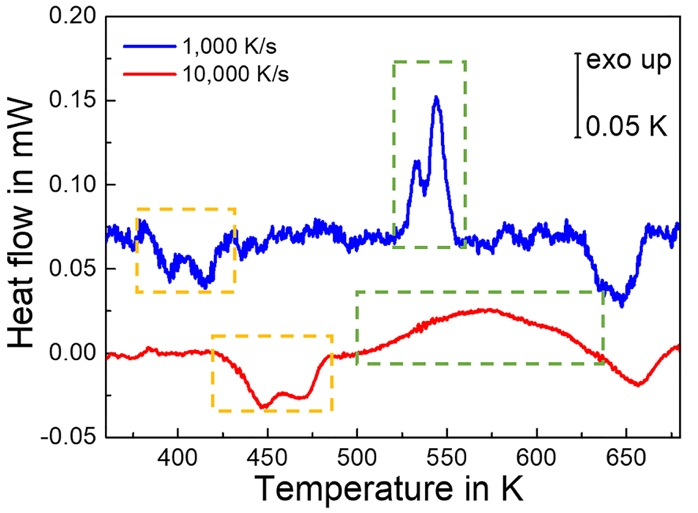 1,000 K/s
10,000 K/s
exo up
0.05 K
Heat flow in mW
0.20
0.15
0.10
0.05
0.00
-0.05
400 450 500 550 600 650
Temperature in K